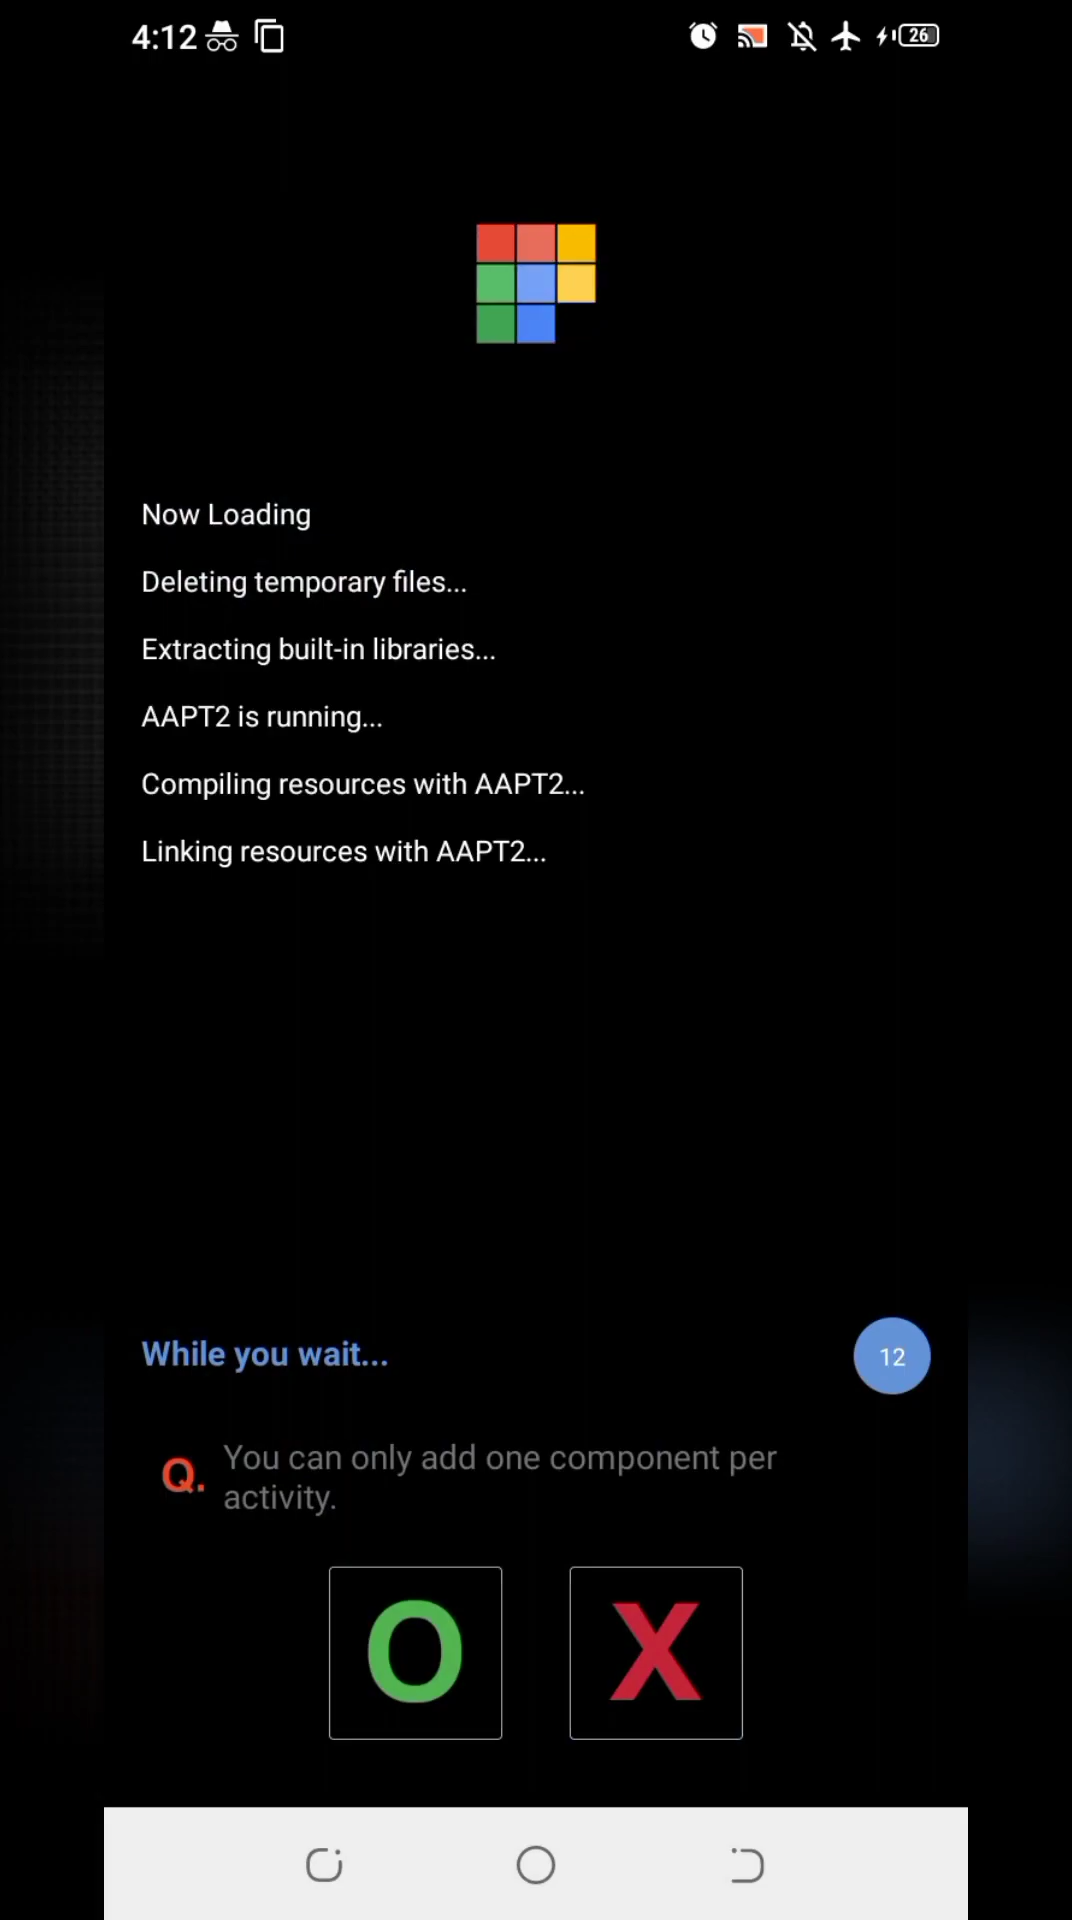 4:12
26
Now Loading
Deleting temporary files...
Extracting built-in libraries...
AAPT2 is running...
Compiling resources with AAPT2...
Linking resources with AAPT2...
While you wait...
12
Q. You can only add one component per
activity.
O X